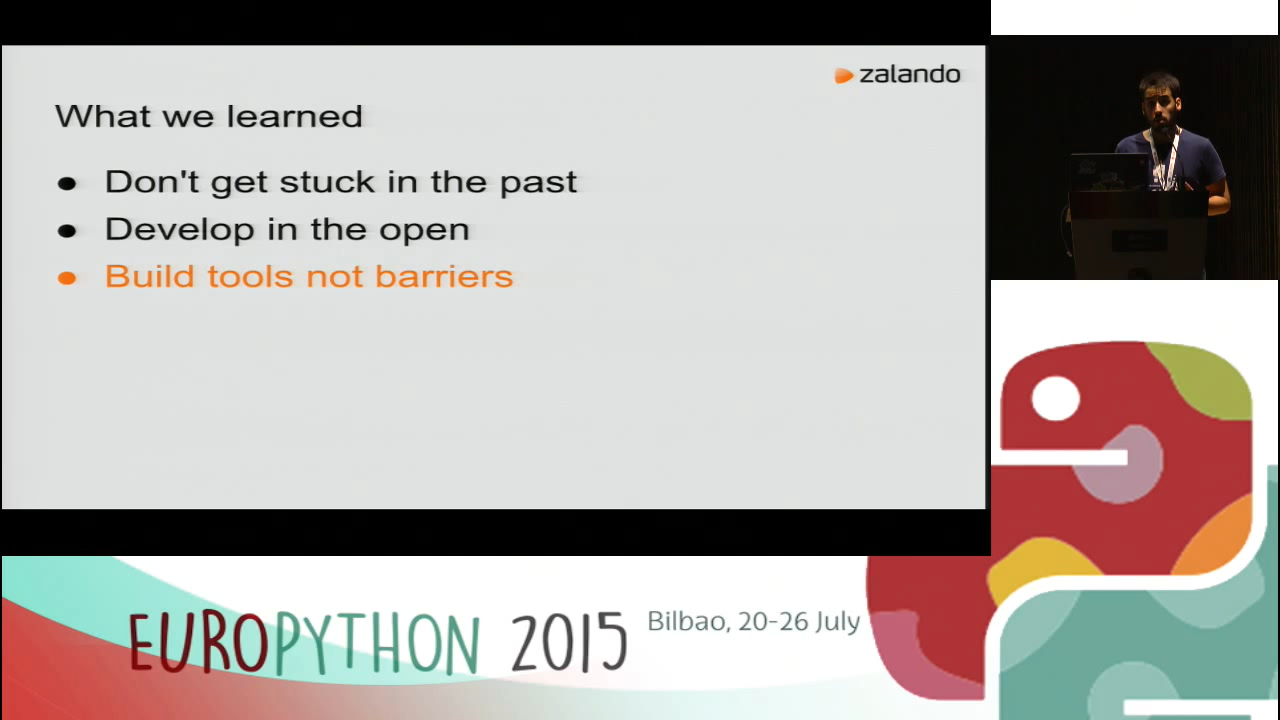 zalando
What we learned
● Don't get stuck in the past
● Develop in the open
● Build tools not barriers
EUROPYTHON 2015
Bilbao, 20-26 July